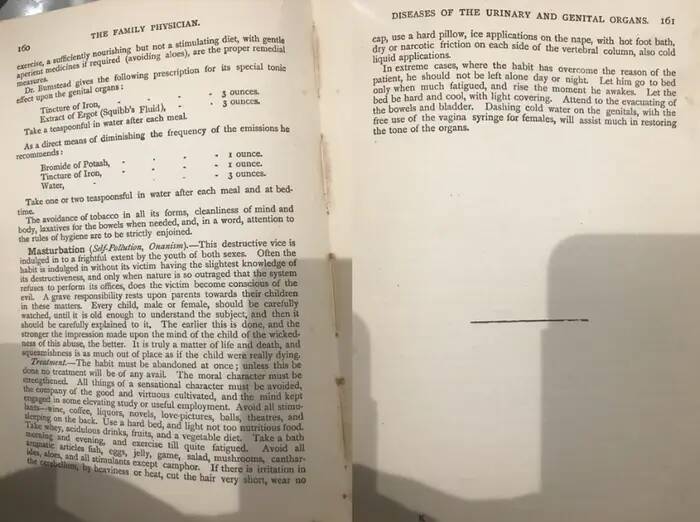 160
THE FAMILY PHYSICIAN.
exercise, a sufficiently nourishing but not a stimulating diet, with gentle
aperient medicines if required (avoiding aloes), are the proper remedial
measures.
Dr. Bumstead gives the following prescription for its special tonic
effect upon the genital organs:
Tincture of Iron, - - - - 3 ounces.
Extract of Ergot (Squibb's Fluid), - - 3 ounces.
Take a teaspoonful in water after each meal.
As a direct means of diminishing the frequency of the emissions he
recommends:
Bromide of Potash, - - - - 1 ounce.
Tincture of Iron, - - - - 1 ounce.
Water, - - - - 3 ounces.
Take one or two teaspoonsful in water after each meal and at bed-
time.
The avoidance of tobacco in all its forms, cleanliness of mind and
body, laxatives for the bowels when needed, and, in a word, attention to
the rules of hygiene are to be strictly enjoined.
Masturbation (Self-Pollution, Onanism).—This destructive vice is
indulged in to a frightful extent by the youth of both sexes. Often the
habit is indulged in without its victim having the slightest knowledge of
its destructiveness, and only when nature is so outraged that the system
refuses to perform its offices, does the victim become conscious of the
evil. A grave responsibility rests upon parents towards their children
in these matters. Every child, male or female, should be carefully
watched, until it is old enough to understand the subject, and then it
should be carefully explained to it. The earlier this is done, and the
stronger the impression made upon the mind of the child of the wicked-
ness of this abuse, the better. It is truly a matter of life and death, and
squeamishness is as much out of place as if the child were really dying.
Treatment.—The habit must be abandoned at once; unless this be
done no treatment will be of any avail. The moral character must be
strengthened. All things of a sensational character must be avoided,
the company of the good and virtuous cultivated, and the mind kept
engaged in some elevating study or useful employment. Avoid all stimu-
lants—wine, coffee, liquors, novels, love-pictures, balls, theatres, and
sleeping on the back. Use a hard bed, and light not too nutritious food.
Take whey, acidulous drinks, fruits, and a vegetable diet. Take a bath
morning and evening, and exercise till quite fatigued. Avoid all
aromatic articles fish, eggs, jelly, game, salad, mushrooms, canthar-
ides, aloes, and all stimulants except camphor. If there is irritation in
the cerebellum, by heaviness or heat, cut the hair very short, wear no
DISEASES OF THE URINARY AND GENITAL ORGANS. 161
cap, use a hard pillow, ice applications on the nape, with hot foot bath,
dry or narcotic friction on each side of the vertebral column, also cold
liquid applications.
In extreme cases, where the habit has overcome the reason of the
patient, he should not be left alone day or night. Let him go to bed
only when much fatigued, and rise the moment he awakes. Let the
bed be hard and cool, with light covering. Attend to the evacuating of
the bowels and bladder. Dashing cold water on the genitals, with the
free use of the vagina syringe for females, will assist much in restoring
the tone of the organs.